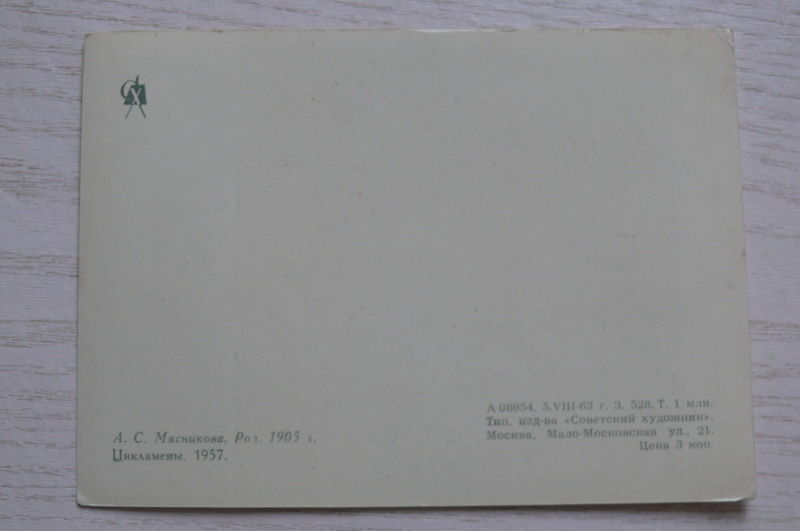 СХ
А. С. Мясникова. Род. 1905 г.
Цикламены. 1957.
А 08954. 5.VIII-63 г. З. 528. Т. 1 млн.
Тип. изд-ва «Советский художник».
Москва, Мало-Московская ул., 21.
Цена 3 коп.